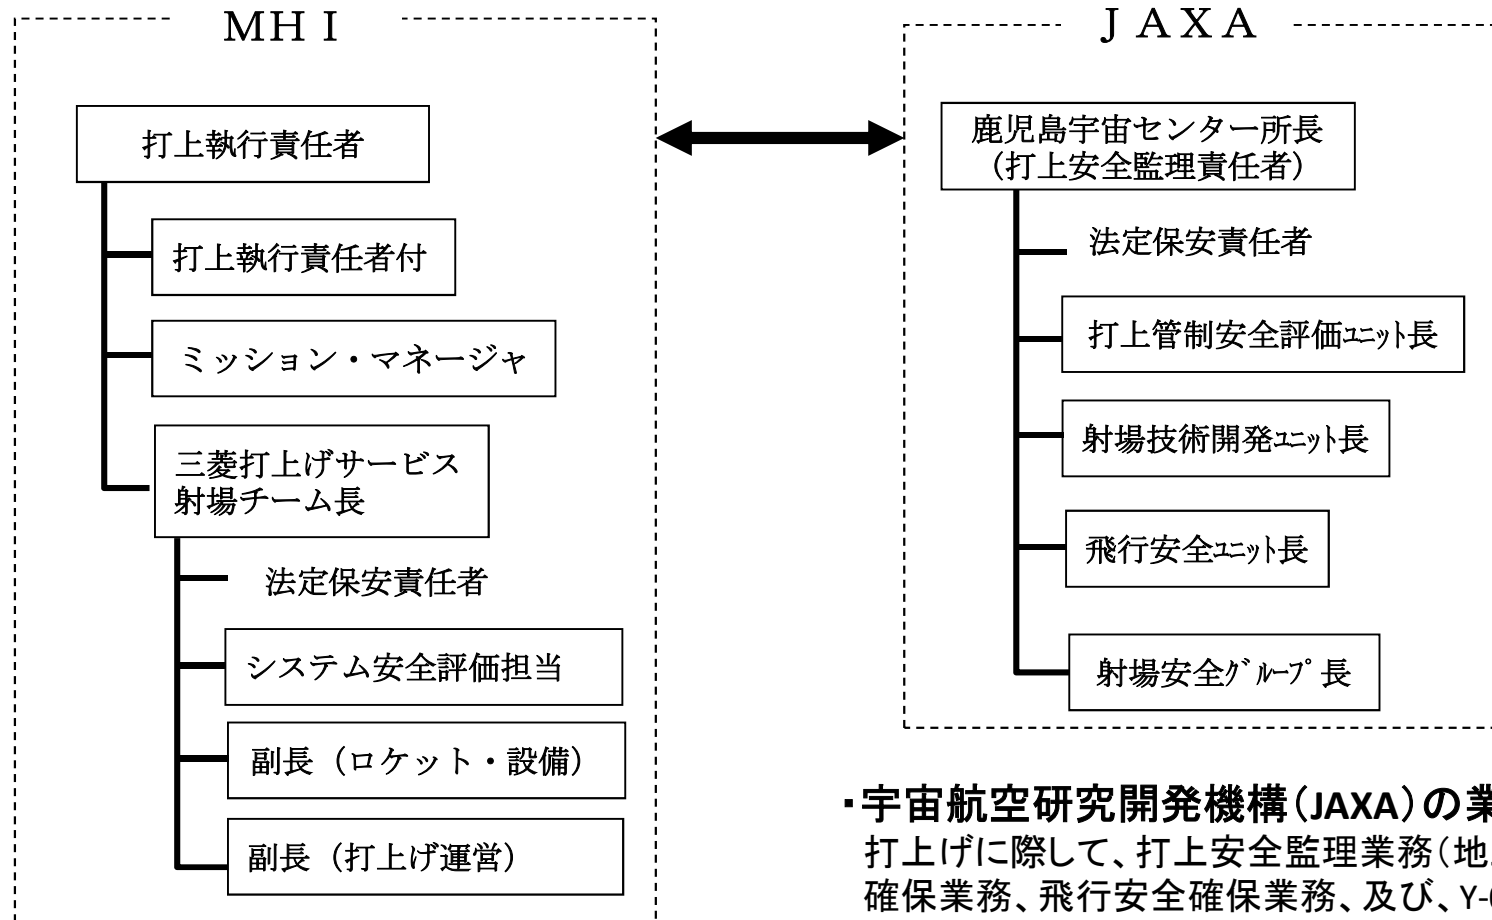 ＭＨＩ
打上執行責任者
打上執行責任者付
ミッション・マネージャ
三菱打上げサービス
射場チーム長
法定保安責任者
システム安全評価担当
副長（ロケット・設備）
副長（打上げ運営）
ＪＡＸＡ
鹿児島宇宙センター所長
（打上安全監理責任者）
法定保安責任者
打上管制安全評価ﾕﾆｯﾄ長
射場技術開発ﾕﾆｯﾄ長
飛行安全ﾕﾆｯﾄ長
射場安全ｸﾞﾙｰﾌﾟ長
・宇宙航空研究開発機構（JAXA）の業
打上げに際して、打上安全監理業務（地
確保業務、飛行安全確保業務、及び、Y-